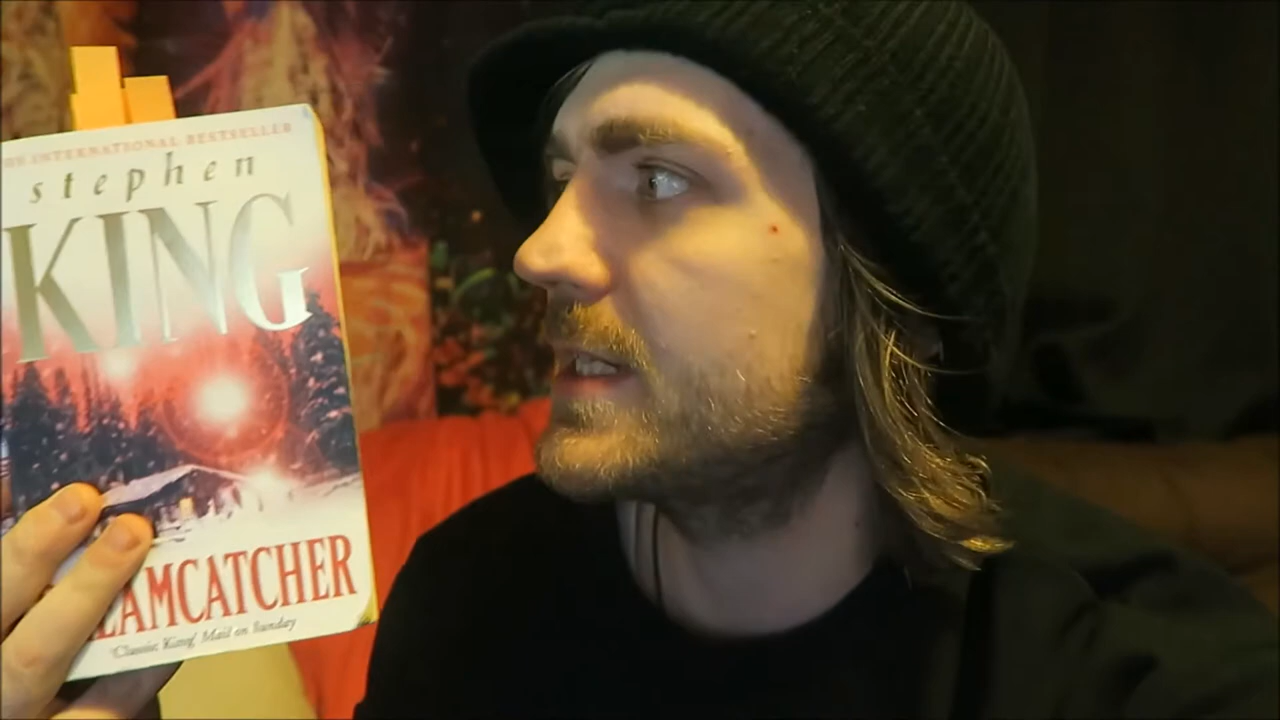 INTERNATIONAL BESTSELLER
stephen
KING
AMCATCHER
'Classic King' Mail on Sunday